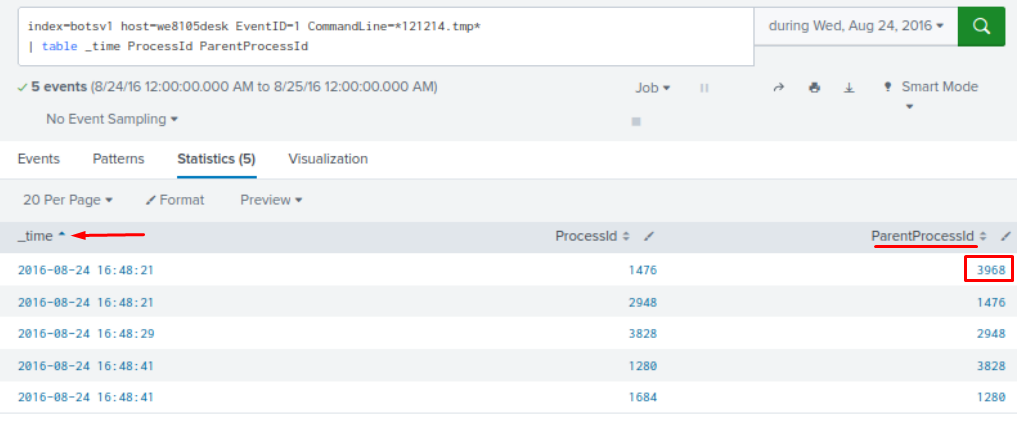 index=botsv1 host=we8105desk EventID=1 CommandLine=*121214.tmp*
| table _time ProcessId ParentProcessId
during Wed, Aug 24, 2016
5 events (8/24/16 12:00:00.000 AM to 8/25/16 12:00:00.000 AM)
Job
Smart Mode
No Event Sampling
Events Patterns Statistics (5) Visualization
20 Per Page Format Preview
_time ProcessId ParentProcessId
2016-08-24 16:48:21 1476 3968
2016-08-24 16:48:21 2948 1476
2016-08-24 16:48:29 3828 2948
2016-08-24 16:48:41 1280 3828
2016-08-24 16:48:41 1684 1280